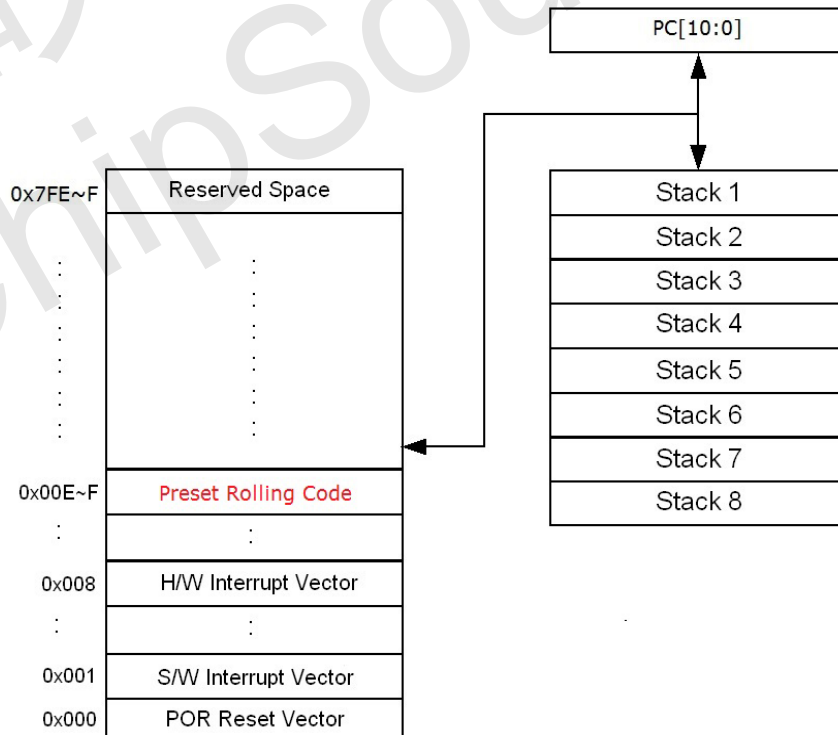 PC[10:0]
0x7FE~F Reserved Space
Stack 1
Stack 2
Stack 3
Stack 4
Stack 5
Stack 6
Stack 7
Stack 8
0x00E~F Preset Rolling Code
0x008 H/W Interrupt Vector
0x001 S/W Interrupt Vector
0x000 POR Reset Vector